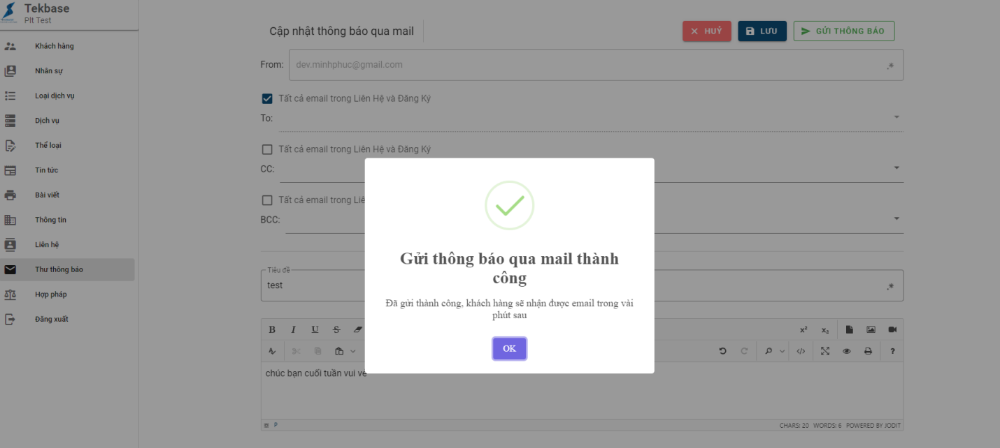 Tekbase
Plt Test
Khách hàng
Nhân sự
Loại dịch vụ
Dịch vụ
Thể loại
Tin tức
Bài viết
Thông tin
Liên hệ
Thư thông báo
Hợp pháp
Đăng xuất
Cập nhật thông báo qua mail
HUỶ
LƯU
GỬI THÔNG BÁO
From: dev.minhphuc@gmail.com
Tất cả email trong Liên Hệ và Đăng Ký
To:
Tất cả email trong Liên Hệ và Đăng Ký
CC:
Tất cả email trong
BCC:
Tiêu đề
test
Gửi thông báo qua mail thành
công
Đã gửi thành công, khách hàng sẽ nhận được email trong vài
phút sau
OK
chúc bạn cuối tuần vui vẻ
P
CHARS: 20 WORDS: 6 POWERED BY JODIT